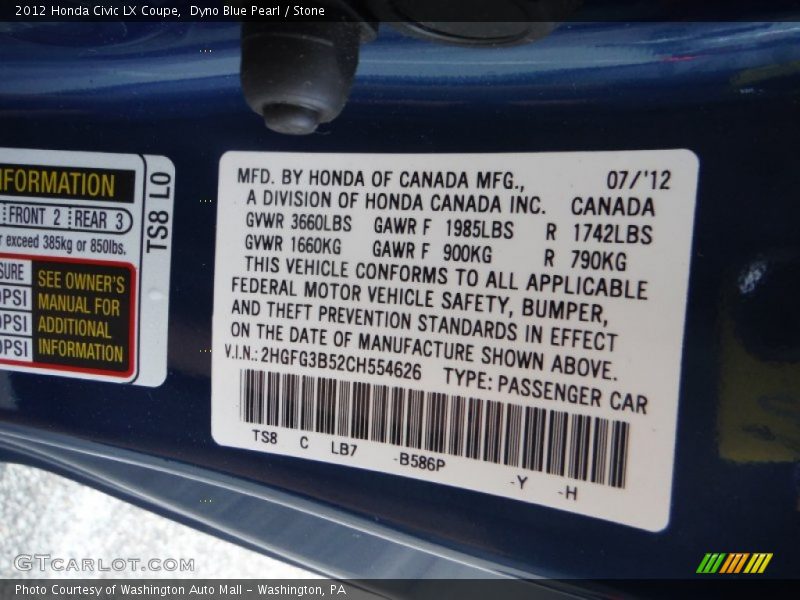 2012 Honda Civic LX Coupe, Dyno Blue Pearl / Stone
FORMATION
FRONT 2 REAR 3
exceed 385kg or 850lbs.
TS8 L0
SEE OWNER'S
MANUAL FOR
ADDITIONAL
INFORMATION
PSI
PSI
PSI
MFD. BY HONDA OF CANADA MFG., 07/'12
A DIVISION OF HONDA CANADA INC. CANADA
GVWR 3660LBS GAWR F 1985LBS R 1742LBS
GVWR 1660KG GAWR F 900KG R 790KG
THIS VEHICLE CONFORMS TO ALL APPLICABLE
FEDERAL MOTOR VEHICLE SAFETY, BUMPER,
AND THEFT PREVENTION STANDARDS IN EFFECT
ON THE DATE OF MANUFACTURE SHOWN ABOVE.
V.I.N.: 2HGFG3B52CH554626 TYPE: PASSENGER CAR
TS8 C LB7 -B586P -Y -H
GTCARLOT.COM
Photo Courtesy of Washington Auto Mall - Washington, PA